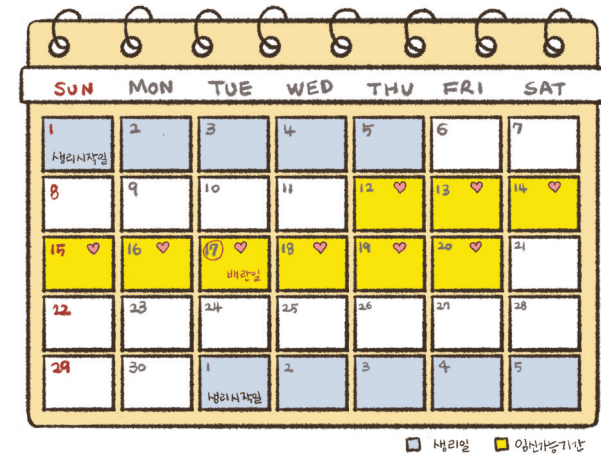 SUN MON TUE WED THU FRI SAT
1 2 3 4 5 6 7
생리시작일
8 9 10 11 12 13 14
15 16 17 18 19 20 21
배란일
22 23 24 25 26 27 28
29 30 1 2 3 4 5
생리시작일
생리일 임신가능기간